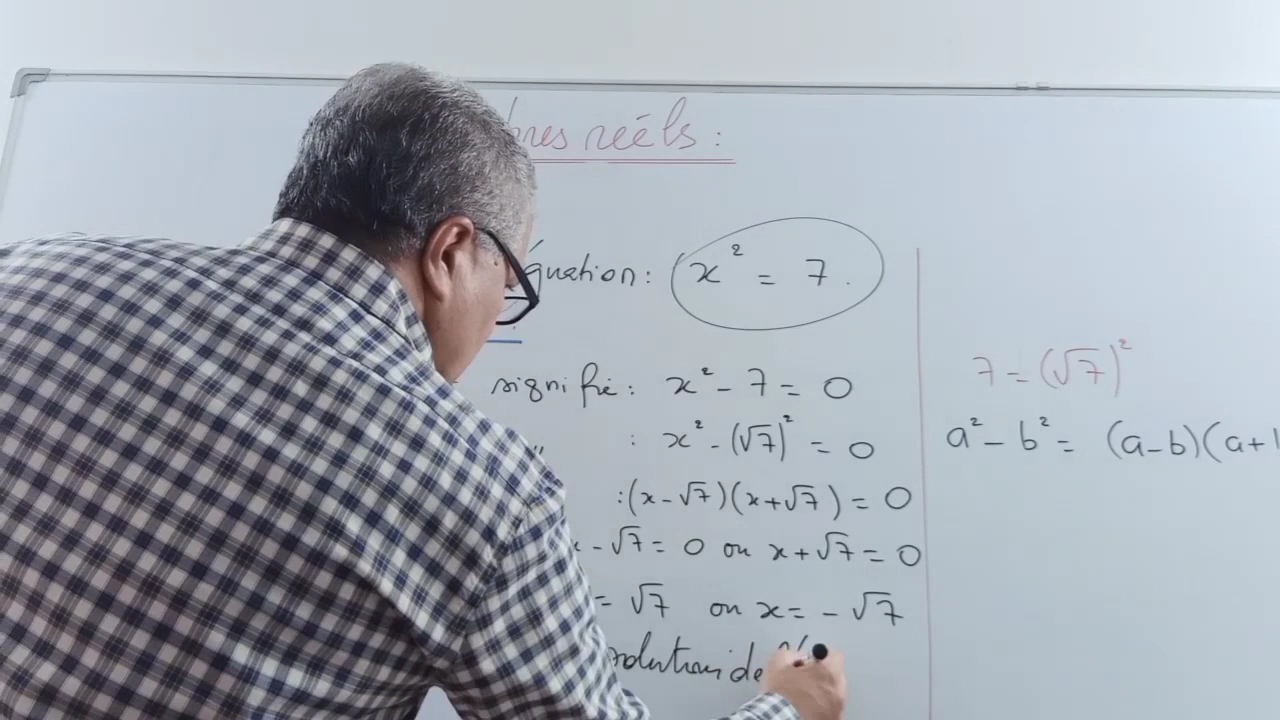 réels :
équation : x² = 7.
signifie : x² - 7 = 0
" : x² - (√7)² = 0
: (x - √7)(x + √7) = 0
x - √7 = 0 ou x + √7 = 0
= √7 ou x = - √7
solution de
7 = (√7)²
a² - b² = (a - b)(a +